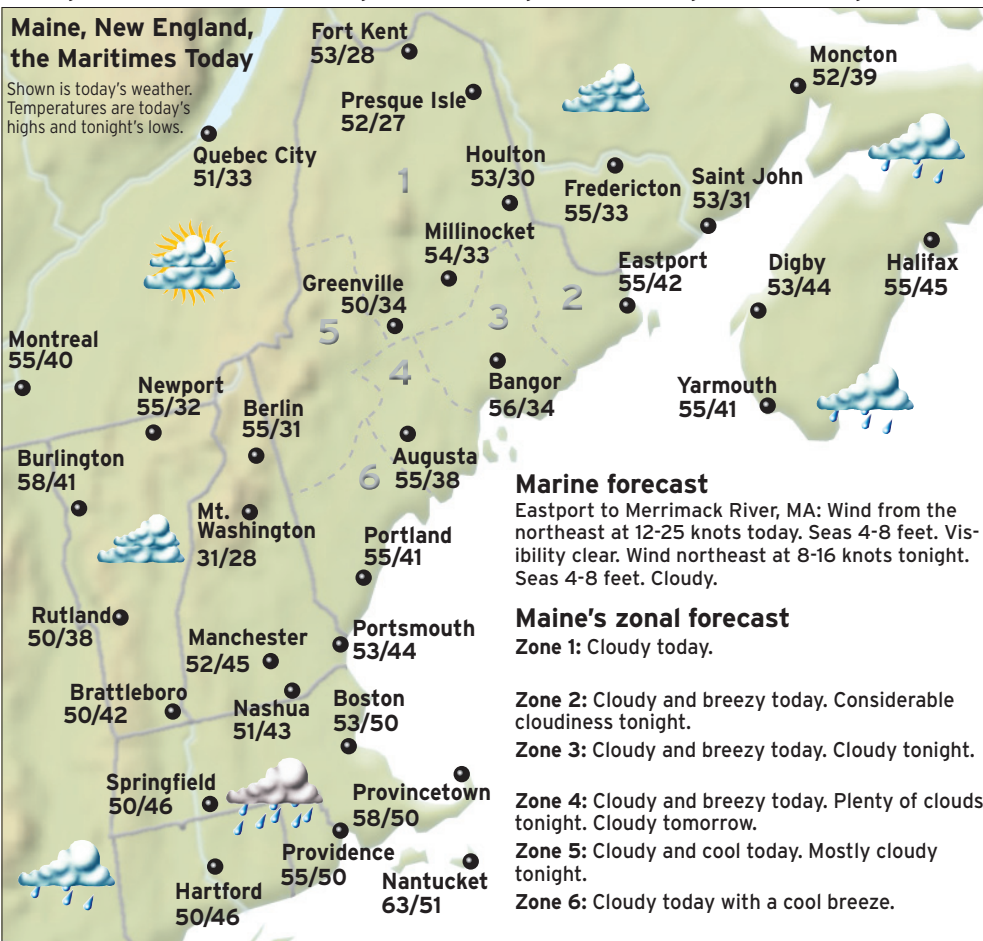 Maine, New England,
the Maritimes Today
Shown is today's weather.
Temperatures are today's
highs and tonight's lows.
Fort Kent
53/28
Presque Isle
52/27
Moncton
52/39
Quebec City
51/33
1
Houlton
53/30
Fredericton
55/33
Saint John
53/31
Millinocket
54/33
Greenville
50/34
5
3
2
4
Eastport
55/42
Digby
53/44
Halifax
55/45
Montreal
55/40
Newport
55/32
Berlin
55/31
Bangor
56/34
Yarmouth
55/41
Burlington
58/41
6
Augusta
55/38
Mt.
Washington
31/28
Portland
55/41
Rutland
50/38
Manchester
52/45
Portsmouth
53/44
Brattleboro
50/42
Nashua
51/43
Boston
53/50
Springfield
50/46
Provincetown
58/50
Providence
55/50
Hartford
50/46
Nantucket
63/51
Marine forecast
Eastport to Merrimack River, MA: Wind from the
northeast at 12-25 knots today. Seas 4-8 feet. Vis-
ibility clear. Wind northeast at 8-16 knots tonight.
Seas 4-8 feet. Cloudy.
Maine's zonal forecast
Zone 1: Cloudy today.
Zone 2: Cloudy and breezy today. Considerable
cloudiness tonight.
Zone 3: Cloudy and breezy today. Cloudy tonight.
Zone 4: Cloudy and breezy today. Plenty of clouds
tonight. Cloudy tomorrow.
Zone 5: Cloudy and cool today. Mostly cloudy
tonight.
Zone 6: Cloudy today with a cool breeze.